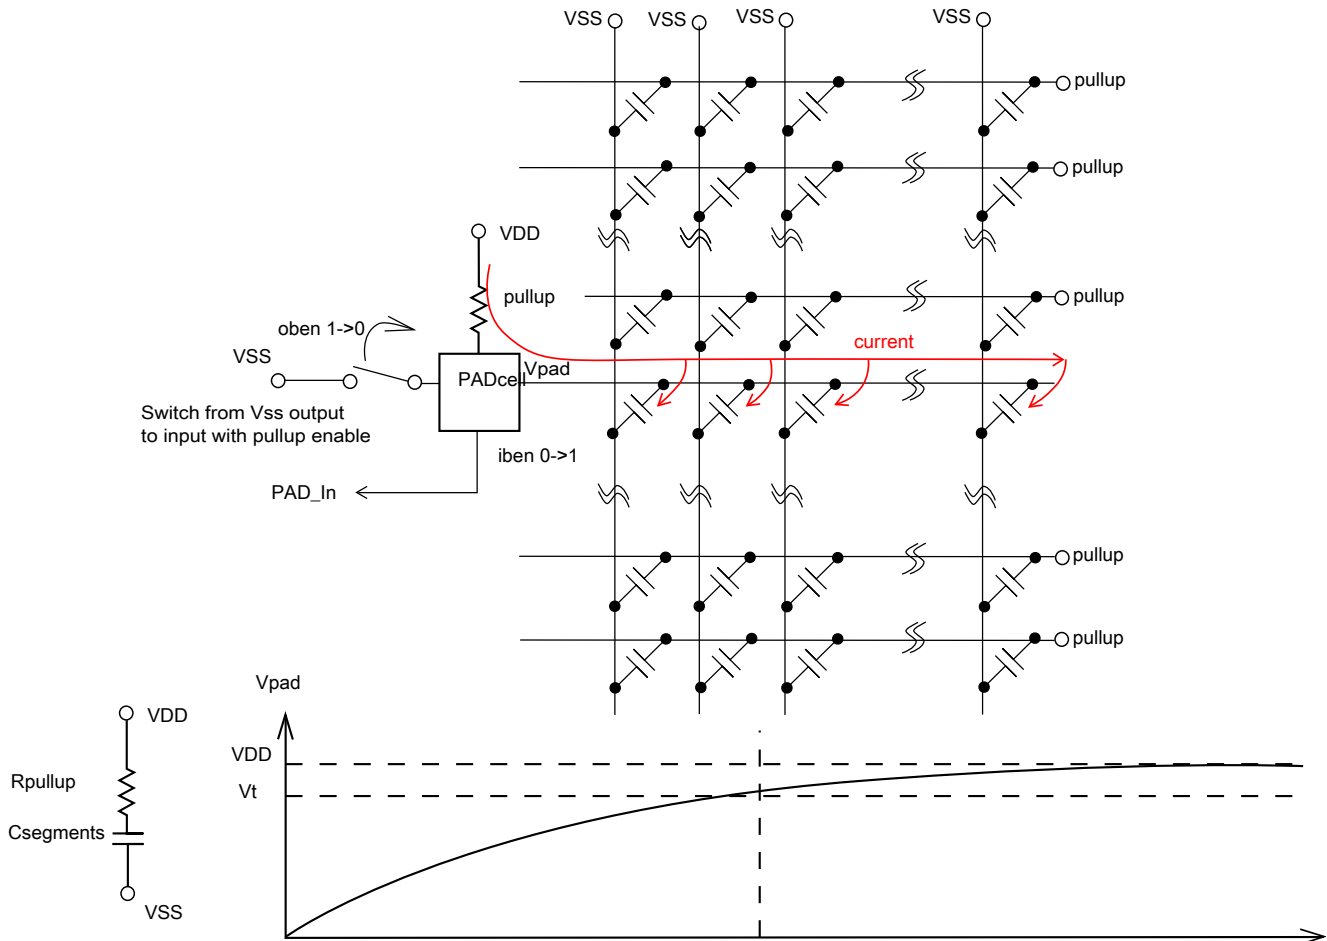 VSS VSS VSS VSS
pullup
pullup
VDD
pullup
pullup
oben 1->0
current
VSS
PADcell
Vpad
Switch from Vss output
to input with pullup enable
iben 0->1
PAD_In
pullup
pullup
Vpad
VDD
VDD
Rpullup
Vt
Csegments
VSS